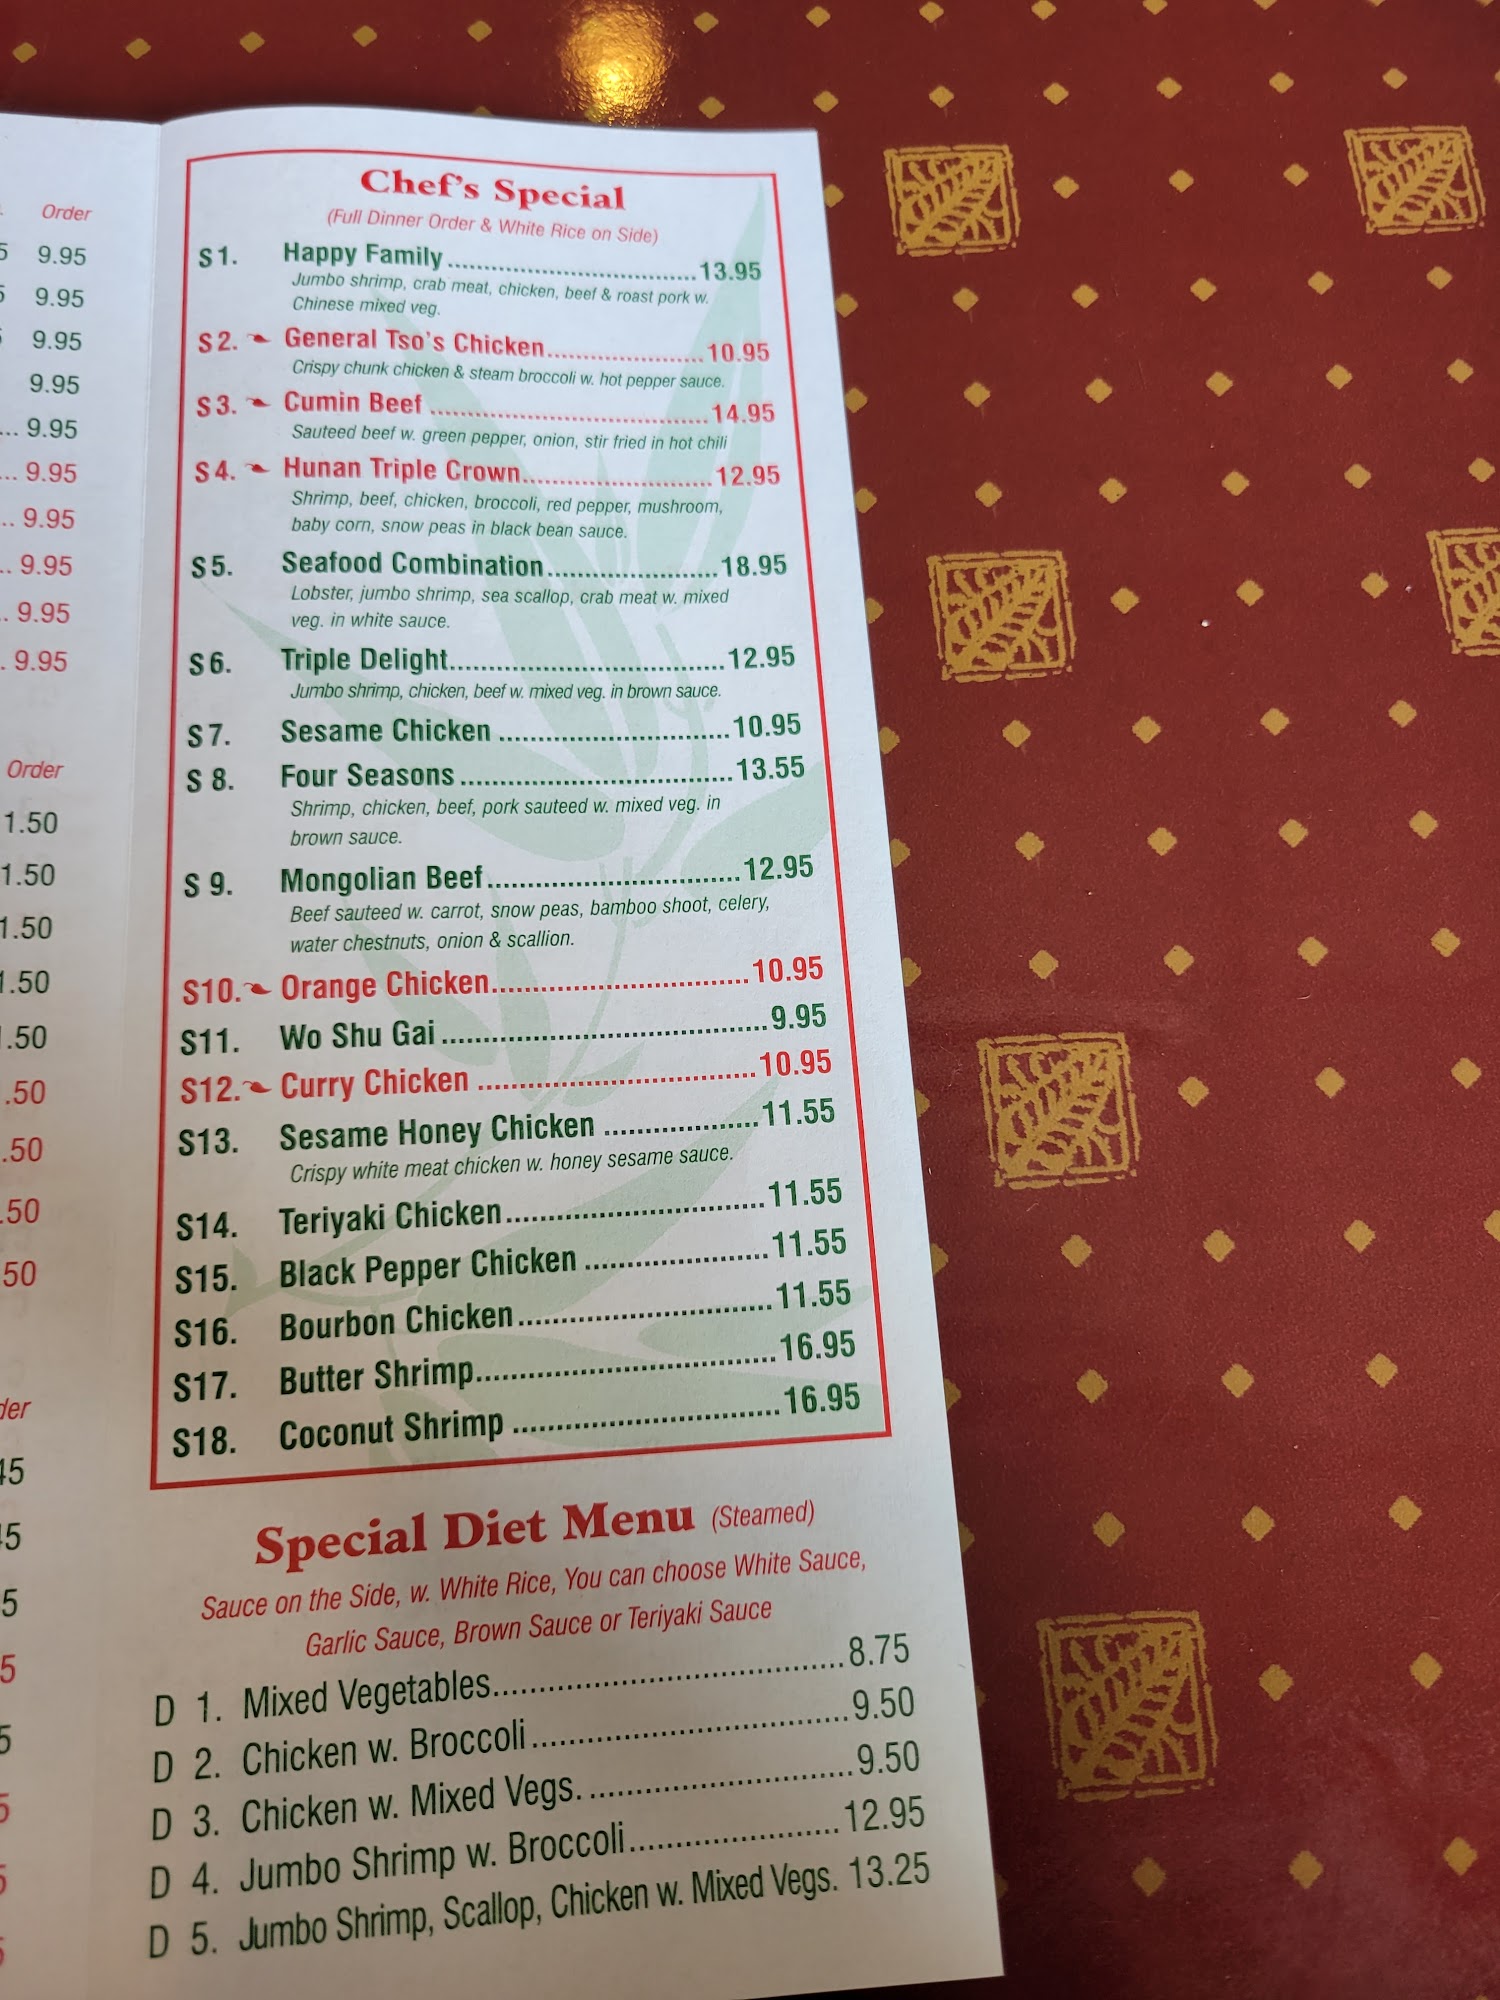 Order
9.95
9.95
9.95
9.95
... 9.95
... 9.95
.. 9.95
.. 9.95
. 9.95
. 9.95
Order
1.50
1.50
1.50
1.50
.50
.50
.50
.50
50
Chef's Special
(Full Dinner Order & White Rice on Side)
S 1. Happy Family 13.95
Jumbo shrimp, crab meat, chicken, beef & roast pork w.
Chinese mixed veg.
S 2. General Tso's Chicken 10.95
Crispy chunk chicken & steam broccoli w. hot pepper sauce.
S 3. Cumin Beef 14.95
Sauteed beef w. green pepper, onion, stir fried in hot chili
S 4. Hunan Triple Crown 12.95
Shrimp, beef, chicken, broccoli, red pepper, mushroom,
baby corn, snow peas in black bean sauce.
S 5. Seafood Combination 18.95
Lobster, jumbo shrimp, sea scallop, crab meat w. mixed
veg. in white sauce.
S 6. Triple Delight 12.95
Jumbo shrimp, chicken, beef w. mixed veg. in brown sauce.
S 7. Sesame Chicken 10.95
S 8. Four Seasons 13.55
Shrimp, chicken, beef, pork sauteed w. mixed veg. in
brown sauce.
S 9. Mongolian Beef 12.95
Beef sauteed w. carrot, snow peas, bamboo shoot, celery,
water chestnuts, onion & scallion.
S10. Orange Chicken 10.95
S11. Wo Shu Gai 9.95
S12. Curry Chicken 10.95
S13. Sesame Honey Chicken 11.55
Crispy white meat chicken w. honey sesame sauce.
S14. Teriyaki Chicken 11.55
S15. Black Pepper Chicken 11.55
S16. Bourbon Chicken 11.55
S17. Butter Shrimp 16.95
S18. Coconut Shrimp 16.95
Special Diet Menu (Steamed)
Sauce on the Side, w. White Rice, You can choose White Sauce,
Garlic Sauce, Brown Sauce or Teriyaki Sauce
D 1. Mixed Vegetables 8.75
D 2. Chicken w. Broccoli 9.50
D 3. Chicken w. Mixed Vegs. 9.50
D 4. Jumbo Shrimp w. Broccoli 12.95
D 5. Jumbo Shrimp, Scallop, Chicken w. Mixed Vegs. 13.25